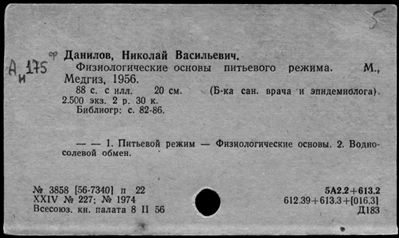 5
ор Данилов, Николай Васильевич.
А 175
и
Физиологические основы питьевого режима. М.,
Медгиз, 1956.
88 с. с илл. 20 см. (Б-ка сан. врача и эпидемиолога).
2.500 экз. 2 р. 30 к.
Библиогр: с. 82-86.
— — 1. Питьевой режим — Физиологические основы. 2. Водно-
солевой обмен.
№ 3858 [56-7340] п 22 5А2.2+613.2
XXIV № 227; № 1974 612.39+613.3+[016.3]
Всесоюз. кн. палата 8 II 56 Д183